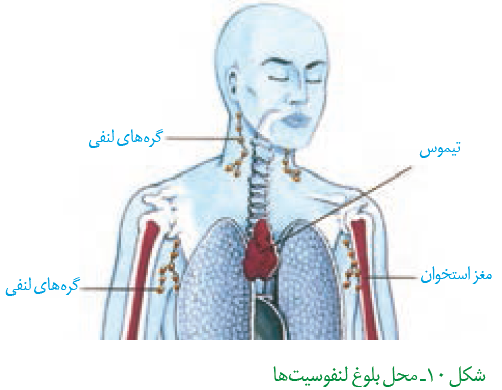 گره‌های لنفی
تیموس
گره‌های لنفی
مغز استخوان
شکل ۱۰ـ محل بلوغ لنفوسیت‌ها